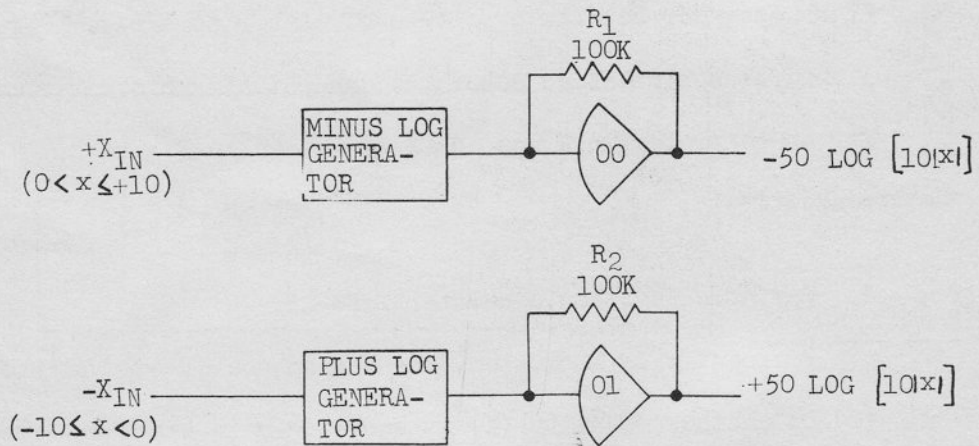 R1
100K
MINUS LOG
GENERA-
TOR
+XIN
(0<x≤+10)
00
-50 LOG [10|x|]
R2
100K
PLUS LOG
GENERA-
TOR
-XIN
(-10≤x<0)
01
+50 LOG [10|x|]